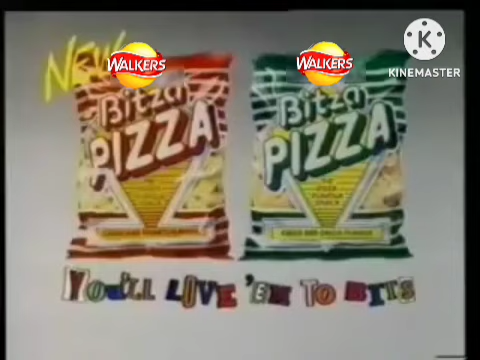 NEW
WALKERS
WALKERS
KINEMASTER
Bitza
PIZZA
Bitza
PIZZA
YOU'LL LOVE 'EM TO BITS